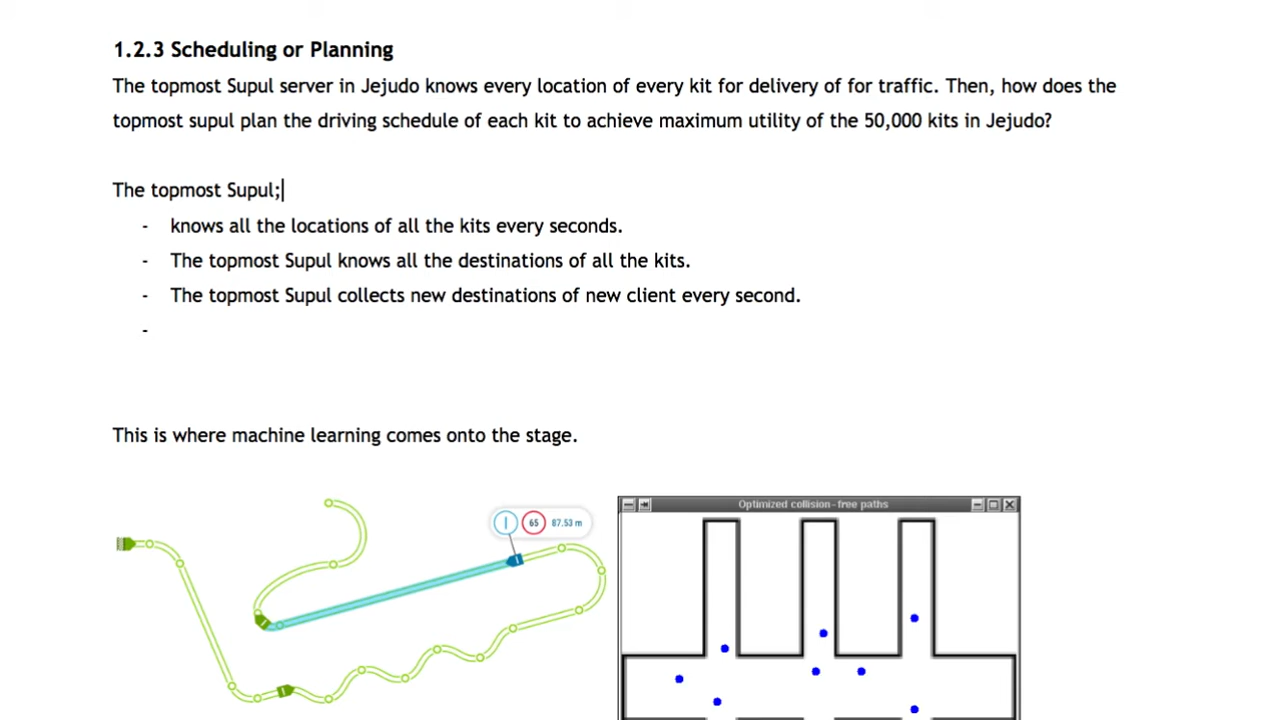 1.2.3 Scheduling or Planning
The topmost Supul server in Jejudo knows every location of every kit for delivery of for traffic. Then, how does the
topmost supul plan the driving schedule of each kit to achieve maximum utility of the 50,000 kits in Jejudo?
The topmost Supul;
- knows all the locations of all the kits every seconds.
- The topmost Supul knows all the destinations of all the kits.
- The topmost Supul collects new destinations of new client every second.
-
This is where machine learning comes onto the stage.
65 87.53 m
Optimized collision-free paths